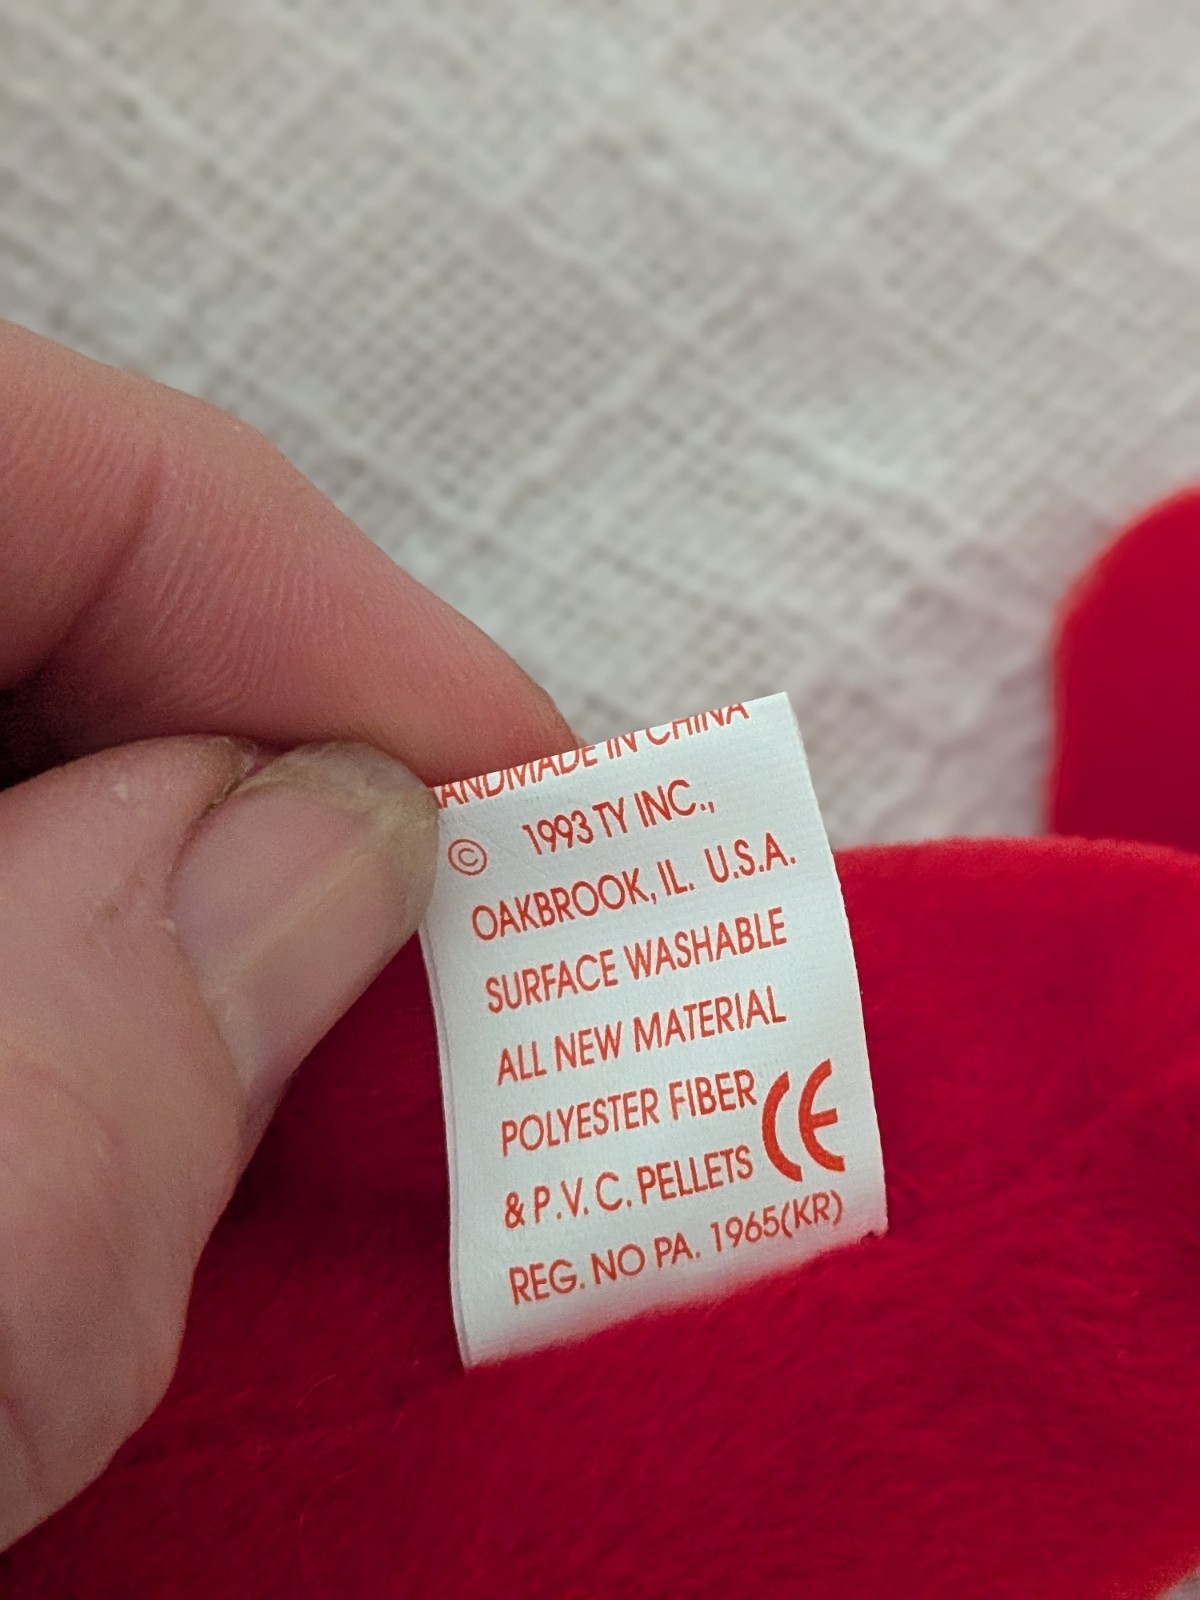 HANDMADE IN CHINA
© 1993 TY INC.,
OAKBROOK, IL. U.S.A.
SURFACE WASHABLE
ALL NEW MATERIAL
POLYESTER FIBER
& P.V.C. PELLETS CE
REG. NO PA. 1965(KR)